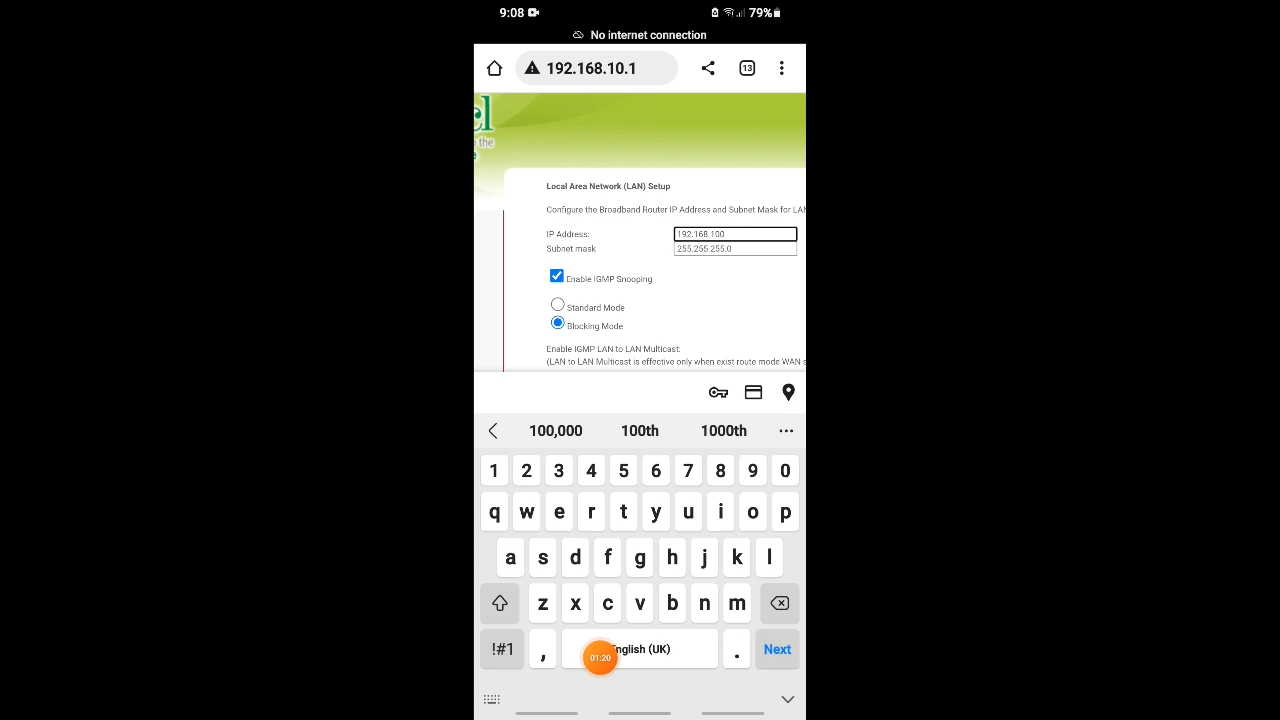 9:08 79%
No internet connection
192.168.10.1 13
cl
the
Local Area Network (LAN) Setup
Configure the Broadband Router IP Address and Subnet Mask for LAN
IP Address: 192.168.100
Subnet mask 255.255.255.0
Enable IGMP Snooping
Standard Mode
Blocking Mode
Enable IGMP LAN to LAN Multicast:
(LAN to LAN Multicast is effective only when exist route mode WAN s
100,000 100th 1000th ...
1 2 3 4 5 6 7 8 9 0
q w e r t y u i o p
a s d f g h j k l
z x c v b n m
!#1 , nglish (UK) . Next
01:20